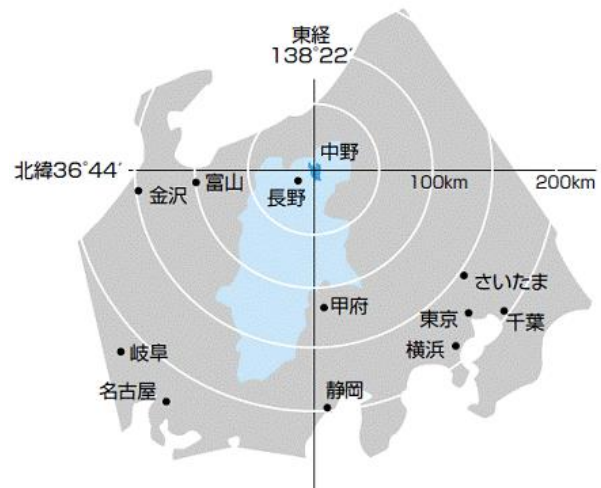 東経
138°22′
中野
北緯36°44′
100km
200km
富山
金沢
長野
さいたま
甲府
東京
千葉
横浜
岐阜
名古屋
静岡